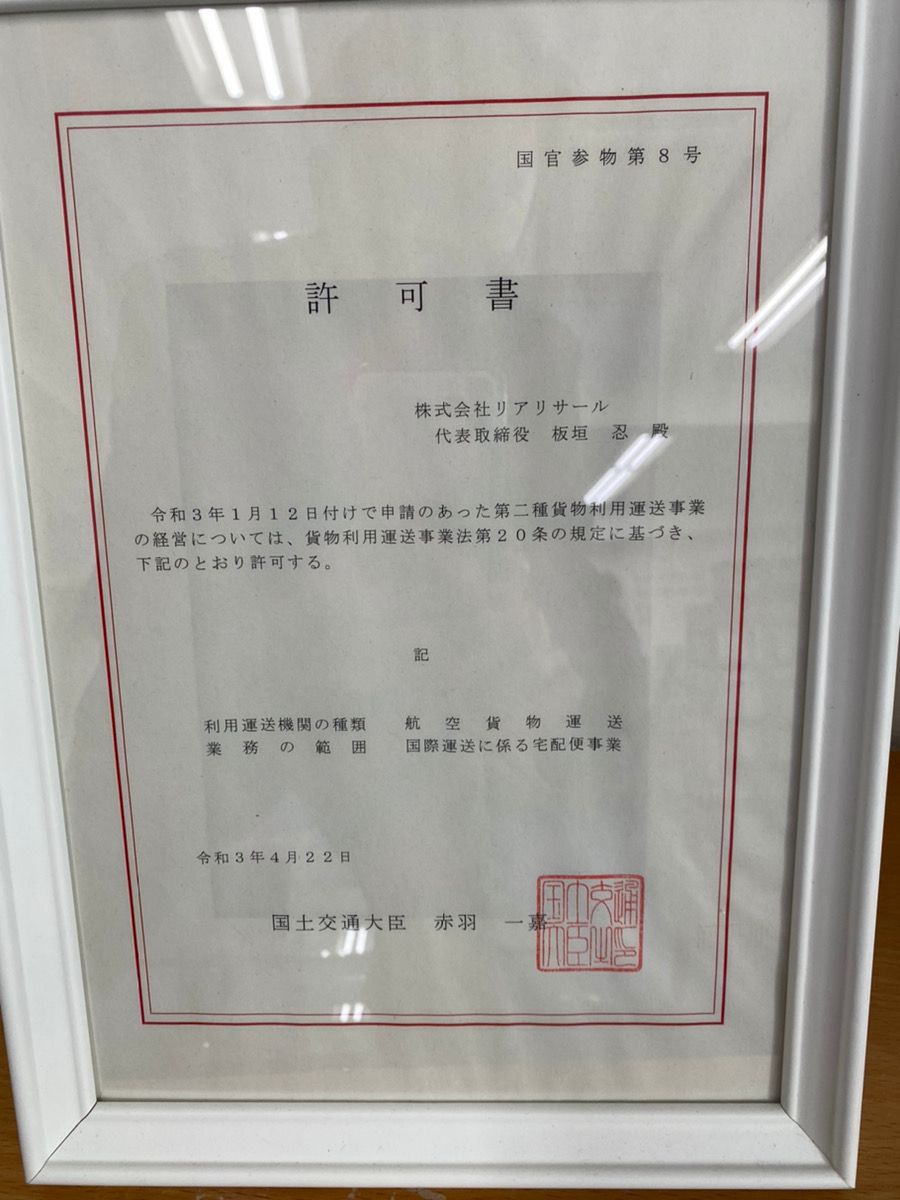 国官参物第８号
許可書
株式会社リアリサール
代表取締役　板垣　忍　殿
令和３年１月１２日付けで申請のあった第二種貨物利用運送事業
の経営については、貨物利用運送事業法第２０条の規定に基づき、
下記のとおり許可する。
記
利用運送機関の種類　航空貨物運送
業務の範囲　国際運送に係る宅配便事業
令和３年４月２２日
国土交通大臣　赤羽　一嘉